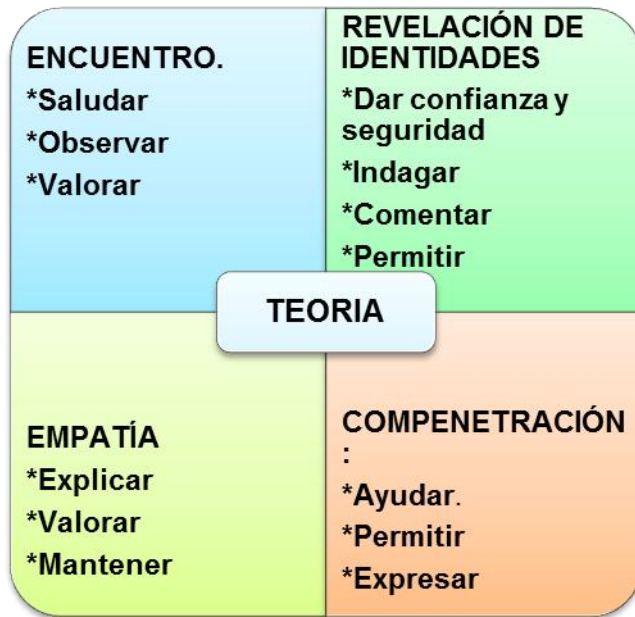 ENCUENTRO.
*Saludar
*Observar
*Valorar
REVELACIÓN DE
IDENTIDADES
*Dar confianza y
seguridad
*Indagar
*Comentar
*Permitir
TEORIA
EMPATÍA
*Explicar
*Valorar
*Mantener
COMPENETRACIÓN
:
*Ayudar.
*Permitir
*Expresar